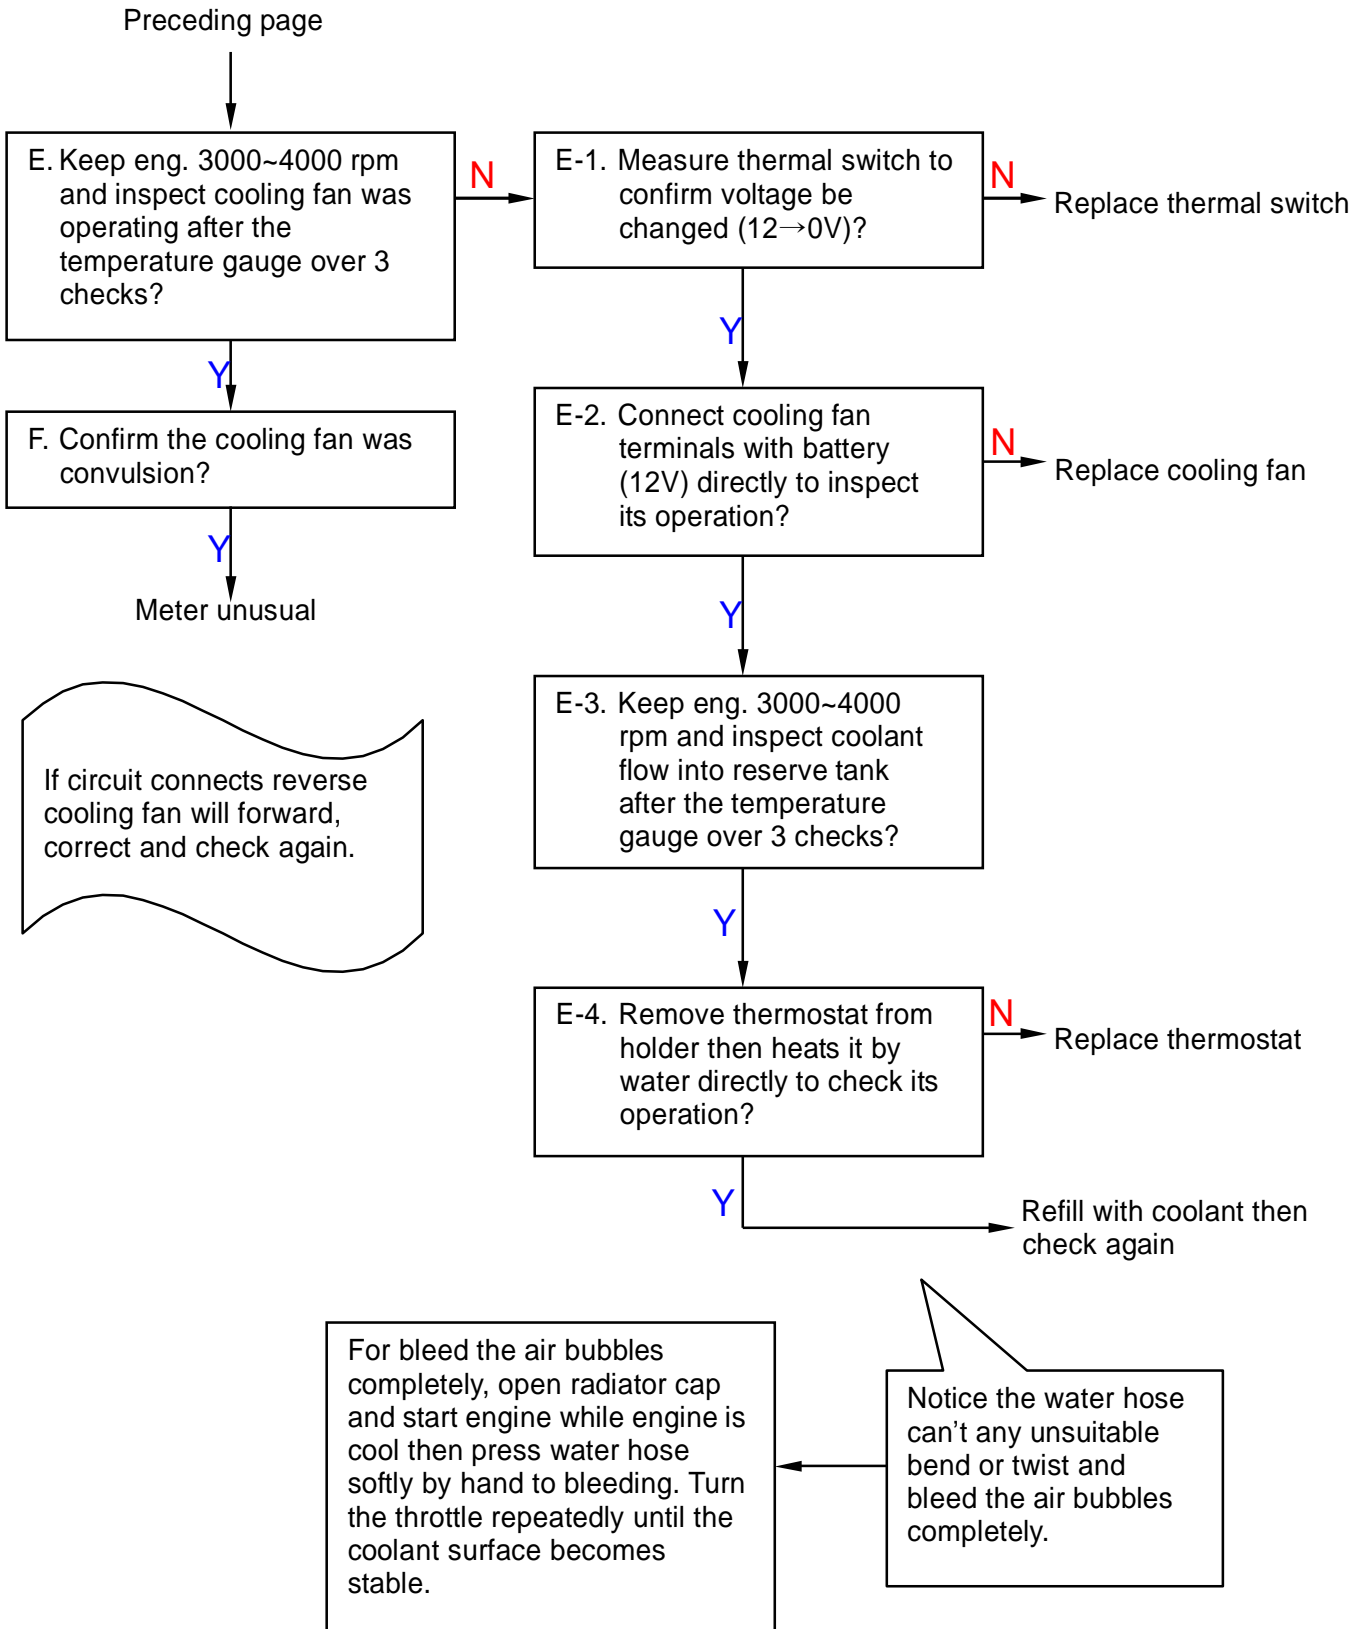 Preceding page
E. Keep eng. 3000~4000 rpm
and inspect cooling fan was
operating after the
temperature gauge over 3
checks?
N
E-1. Measure thermal switch to
confirm voltage be
changed (12→0V)?
N
Replace thermal switch
Y
Y
F. Confirm the cooling fan was
convulsion?
E-2. Connect cooling fan
terminals with battery
(12V) directly to inspect
its operation?
N
Replace cooling fan
Y
Meter unusual
Y
E-3. Keep eng. 3000~4000
rpm and inspect coolant
flow into reserve tank
after the temperature
gauge over 3 checks?
If circuit connects reverse
cooling fan will forward,
correct and check again.
Y
E-4. Remove thermostat from
holder then heats it by
water directly to check its
operation?
N
Replace thermostat
Y
Refill with coolant then
check again
For bleed the air bubbles
completely, open radiator cap
and start engine while engine is
cool then press water hose
softly by hand to bleeding. Turn
the throttle repeatedly until the
coolant surface becomes
stable.
Notice the water hose
can’t any unsuitable
bend or twist and
bleed the air bubbles
completely.